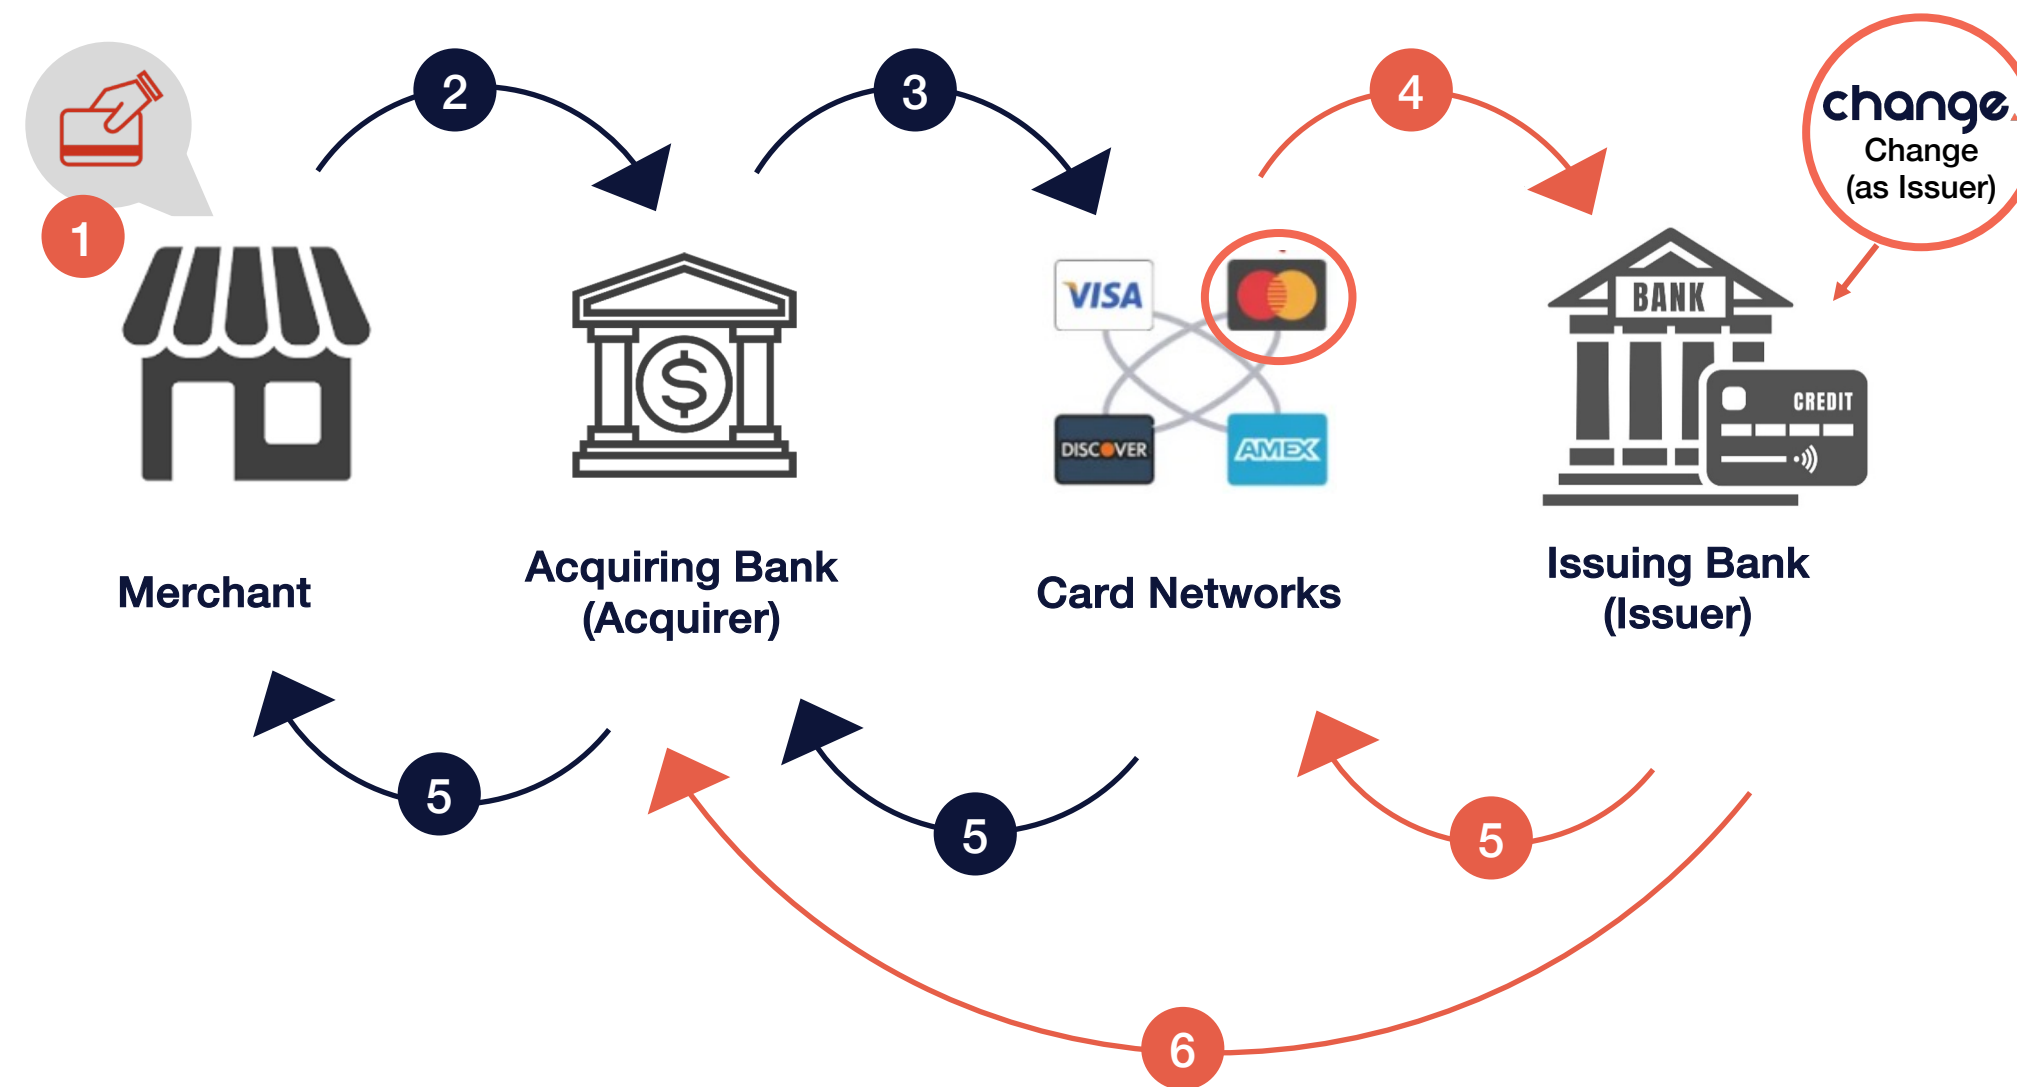 2
3
4
change
Change
(as Issuer)
1
VISA
DISCOVER
AMEX
BANK
CREDIT
Merchant
Acquiring Bank
(Acquirer)
Card Networks
Issuing Bank
(Issuer)
5
5
5
6